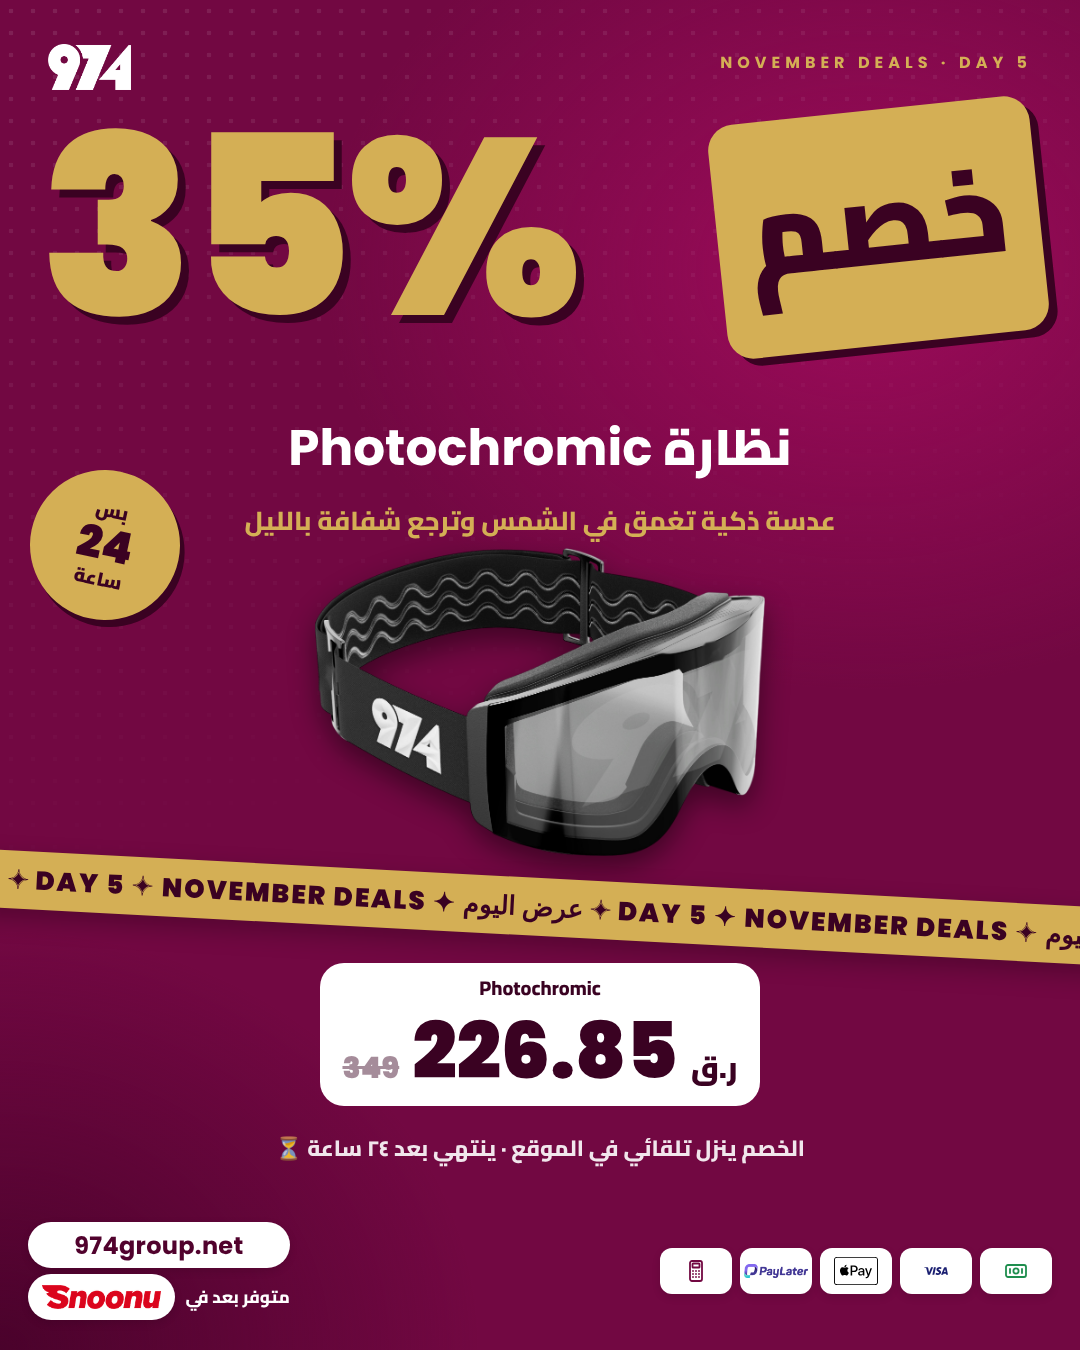 974
NOVEMBER DEALS · DAY 5
35%
خصم
نظارة Photochromic
عدسة ذكية تغمق في الشمس وترجع شفافة بالليل
بس
24
ساعة
974
✦ DAY 5 ✦ NOVEMBER DEALS ✦ عرض اليوم ✦ DAY 5 ✦ NOVEMBER DEALS ✦
Photochromic
349 226.85 ر.ق
الخصم ينزل تلقائي في الموقع · ينتهي بعد ٢٤ ساعة ⏳
974group.net
متوفر بعد في Snoonu
PayLater
Pay
VISA